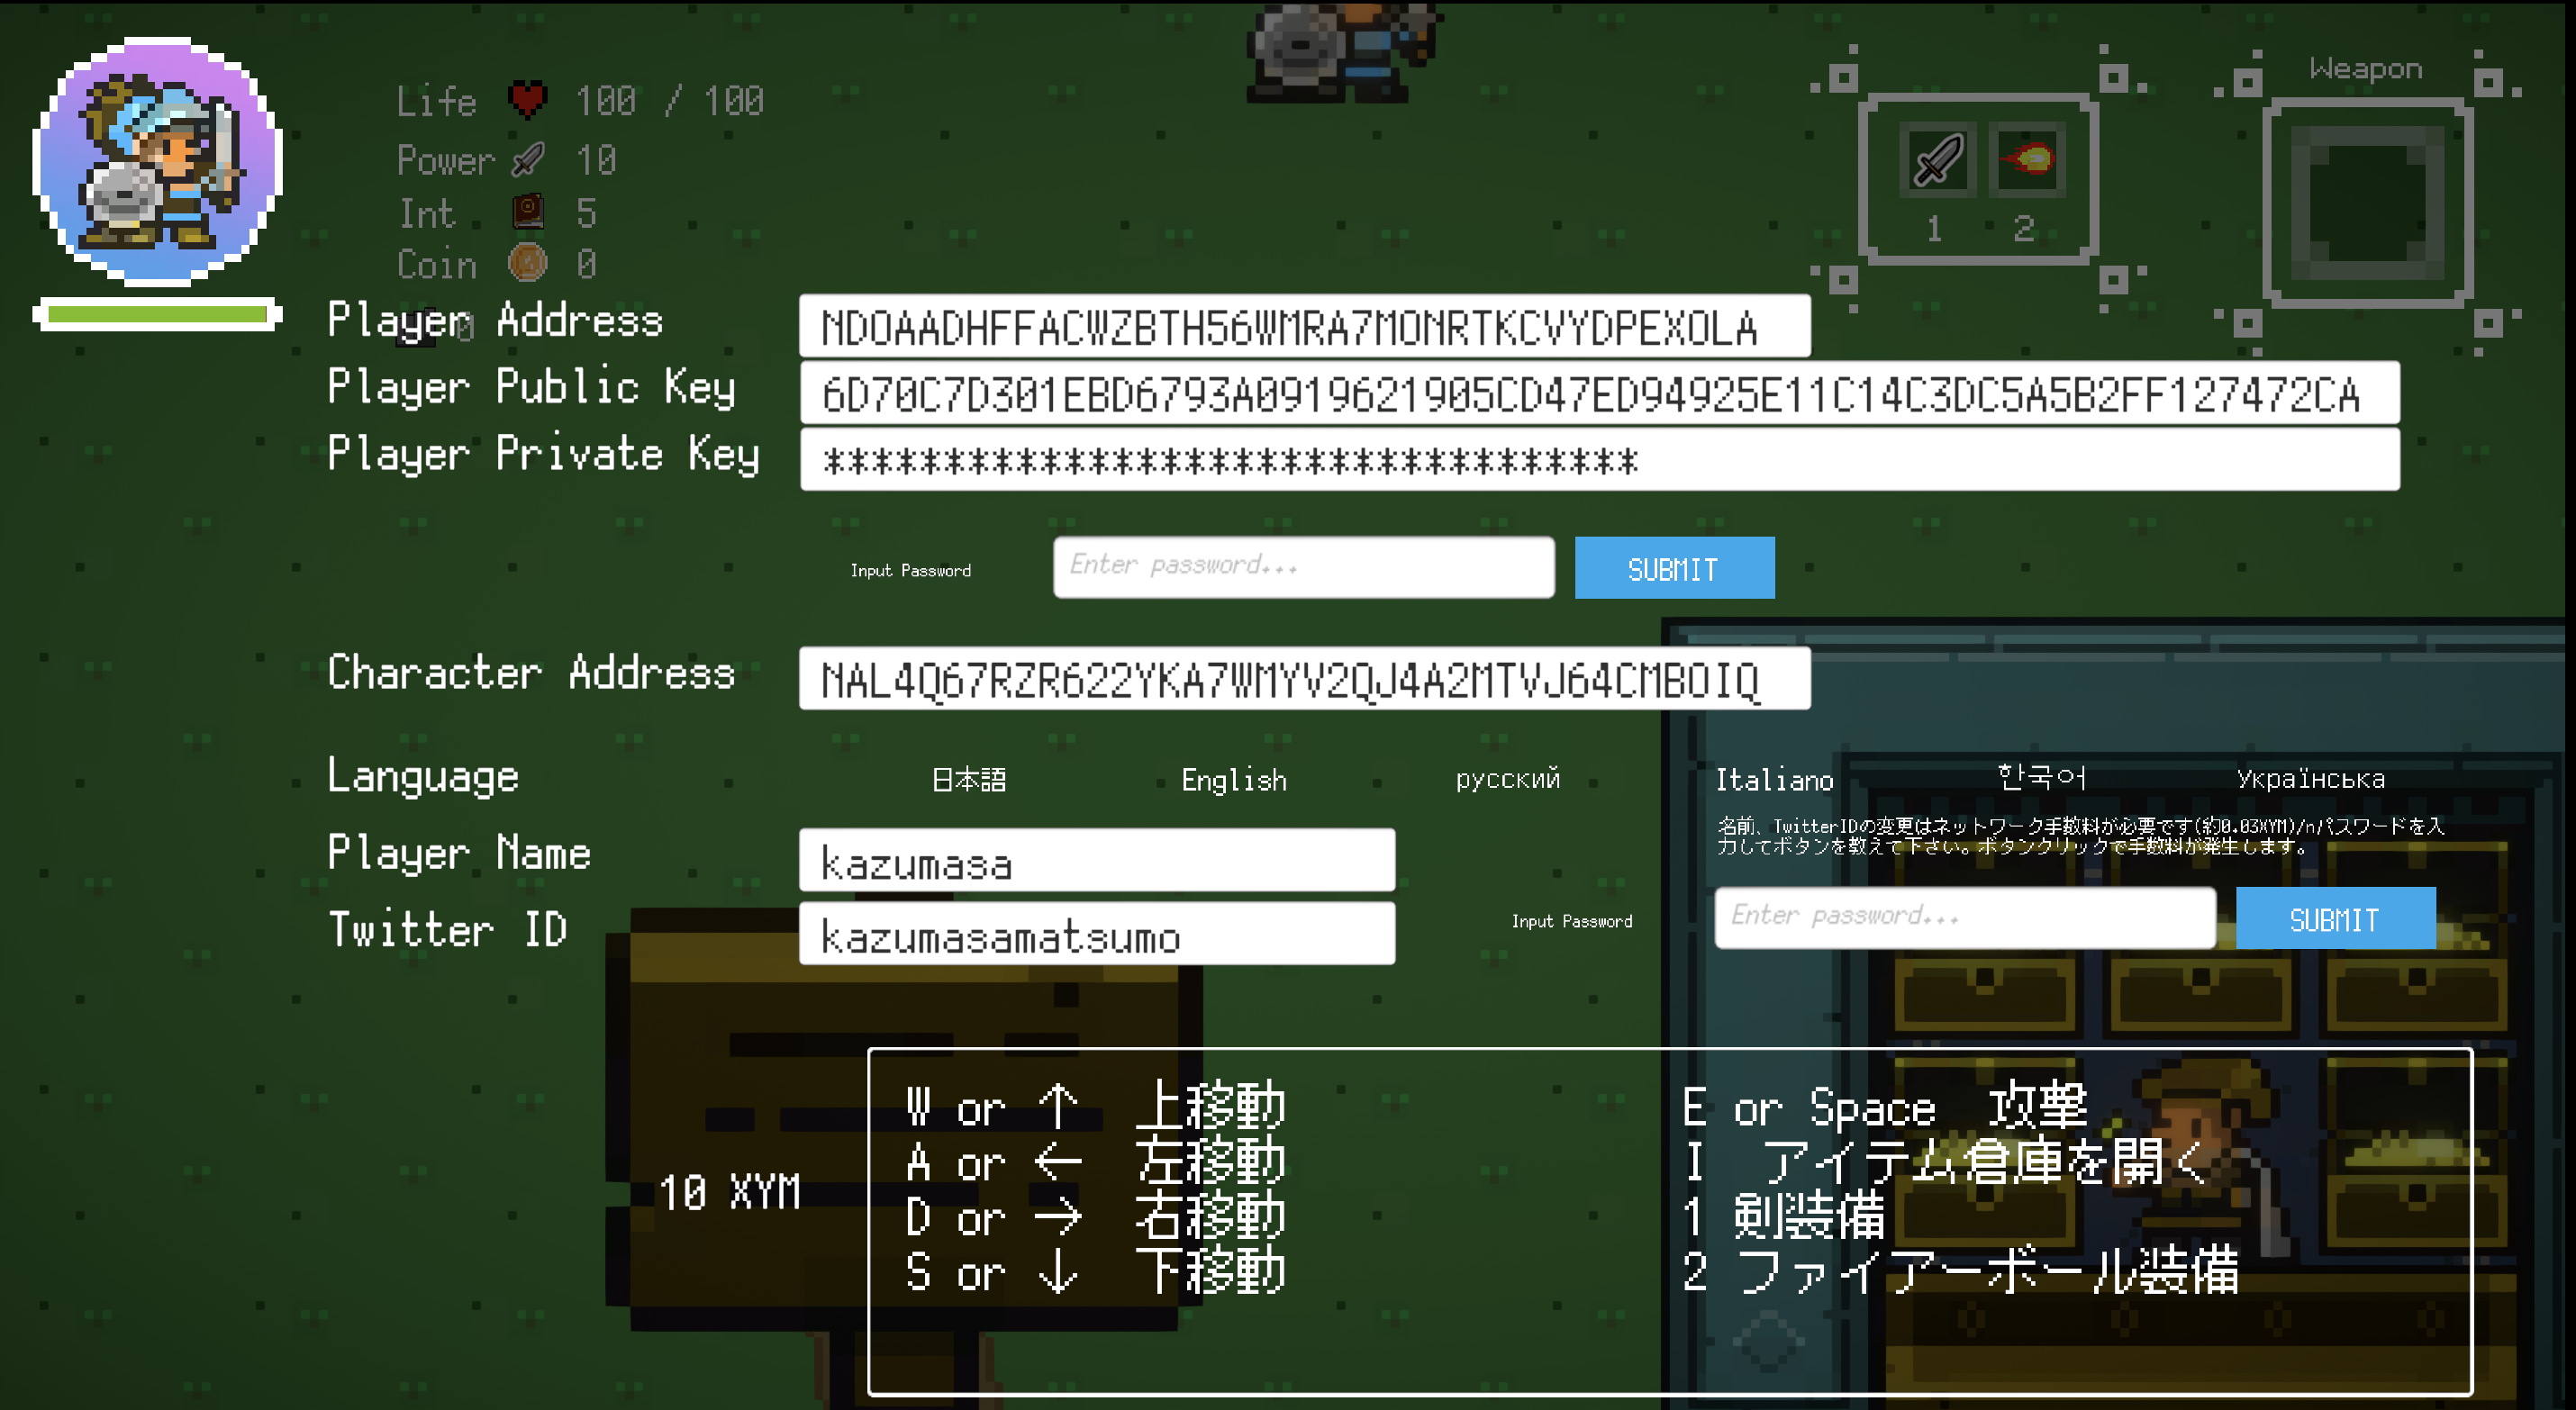 Life 100 / 100
Power 10
Int 5
Coin 0
0
1 2
Weapon
Player Address NDOAADHFFACWZBTH56WMRA7MONRTKCVYDPEXOLA
Player Public Key 6D70C7D301EBD6793A0919621905CD47ED94925E11C14C3DC5A5B2FF127472CA
Player Private Key **********************************
Input Password Enter password... SUBMIT
Character Address NAL4Q67RZR622YKA7WMYV2QJ4A2MTVJ64CMBOIQ
Language 日本語 English русский Italiano 한국어 Українська
名前、TwitterIDの変更はネットワーク手数料が必要です(約0.03XYM)/nパスワードを入
力してボタンを教えて下さい。ボタンクリックで手数料が発生します。
Player Name kazumasa
Twitter ID kazumasamatsumo
Input Password Enter password... SUBMIT
10 XYM
W or ↑ 上移動
A or ← 左移動
D or → 右移動
S or ↓ 下移動
E or Space 攻撃
I アイテム倉庫を開く
1 剣装備
2 ファイアーボール装備